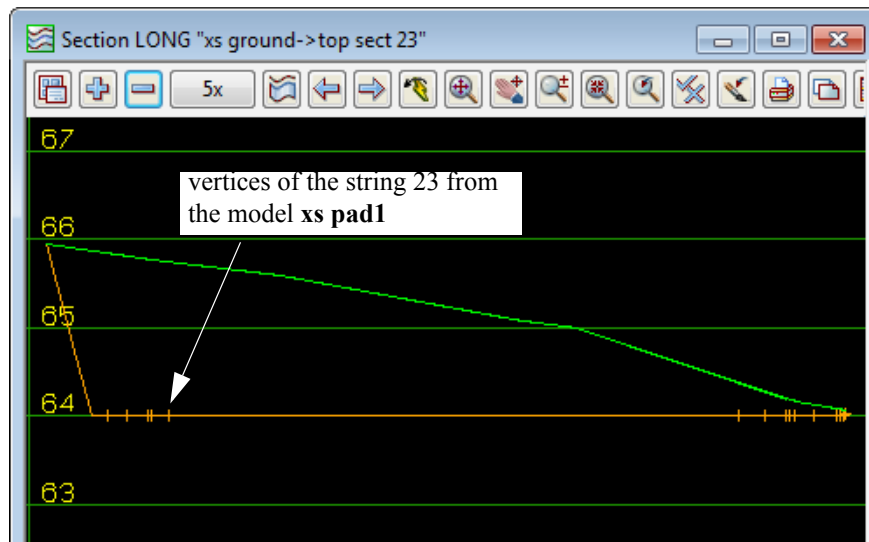 Section LONG "xs ground->top sect 23"
5x
67
vertices of the string 23 from
the model xs pad1
66
65
64
63